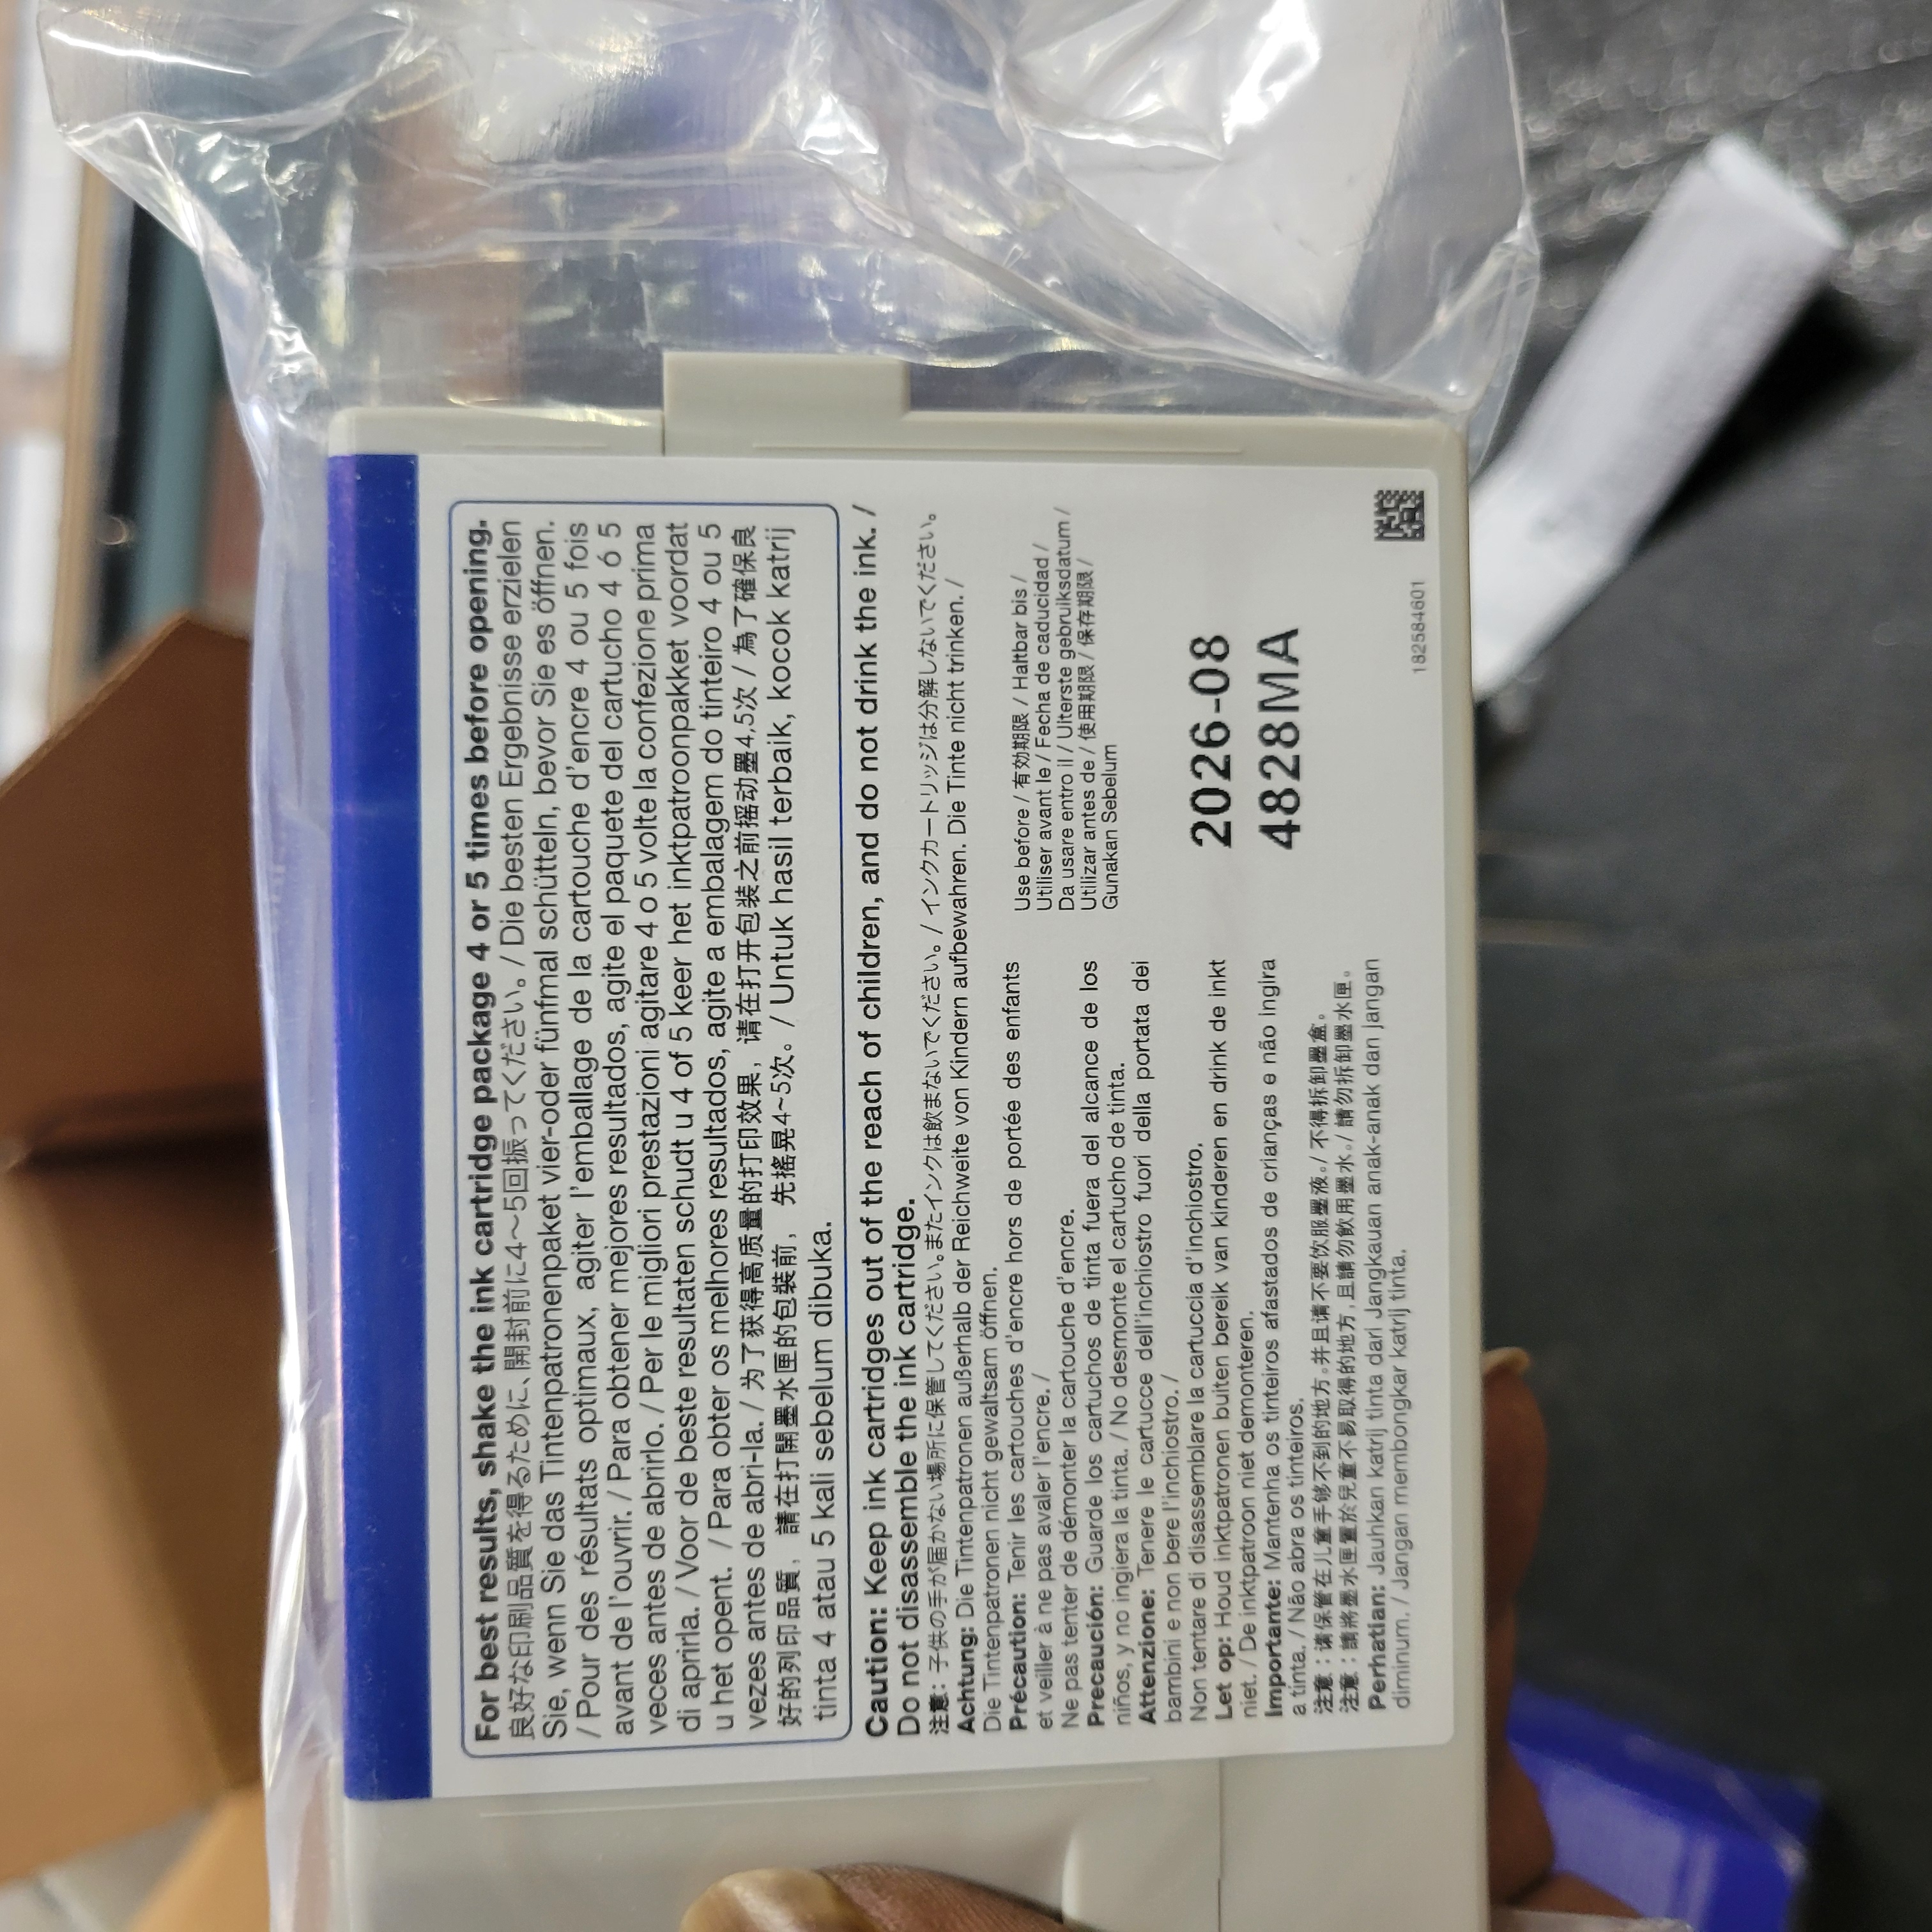 For best results, shake the ink cartridge package 4 or 5 times before opening.
良好な印刷品質を得るために、開封前に4～5回振ってください。 / Die besten Ergebnisse erzielen
Sie, wenn Sie das Tintenpatronenpaket vier-oder fünfmal schütteln, bevor Sie es öffnen.
/ Pour des résultats optimaux, agiter l'emballage de la cartouche d'encre 4 ou 5 fois
avant de l'ouvrir. / Para obtener mejores resultados, agite el paquete del cartucho 4 ó 5
veces antes de abrirlo. / Per le migliori prestazioni agitare 4 o 5 volte la confezione prima
di aprirla. / Voor de beste resultaten schudt u 4 of 5 keer het inktpatroonpakket voordat
u het opent. / Para obter os melhores resultados, agite a embalagem do tinteiro 4 ou 5
vezes antes de abri-la. / 为了获得高质量的打印效果，请在打开包装之前摇动墨4,5次 / 為了確保良
好的列印品質，請在打開墨水匣的包裝前，先搖晃4~5次。 / Untuk hasil terbaik, kocok katrij
tinta 4 atau 5 kali sebelum dibuka.
Caution: Keep ink cartridges out of the reach of children, and do not drink the ink. /
Do not disassemble the ink cartridge.
注意: 子供の手が届かない場所に保管してください。またインクは飲まないでください。 / インクカートリッジは分解しないでください。
Achtung: Die Tintenpatronen außerhalb der Reichweite von Kindern aufbewahren. Die Tinte nicht trinken. /
Die Tintenpatronen nicht gewaltsam öffnen.
Précaution: Tenir les cartouches d'encre hors de portée des enfants
et veiller à ne pas avaler l'encre. /
Ne pas tenter de démonter la cartouche d'encre.
Precaución: Guarde los cartuchos de tinta fuera del alcance de los
niños, y no ingiera la tinta. / No desmonte el cartucho de tinta.
Attenzione: Tenere le cartucce dell'inchiostro fuori della portata dei
bambini e non bere l'inchiostro. /
Non tentare di disassemblare la cartuccia d'inchiostro.
Let op: Houd inktpatronen buiten bereik van kinderen en drink de inkt
niet. / De inktpatroon niet demonteren.
Importante: Mantenha os tinteiros afastados de crianças e não ingira
a tinta. / Não abra os tinteiros.
注意：请保管在儿童手够不到的地方。并且请不要饮服墨液。/ 不得拆卸墨盒。
注意：請將墨水匣置於兒童不易取得的地方,且請勿飲用墨水。/ 請勿拆卸墨水匣。
Perhatian: Jauhkan katrij tinta dari Jangkauan anak-anak dan jangan
diminum. / Jangan membongkar katrij tinta.
Use before / 有効期限 / Haltbar bis /
Utiliser avant le / Fecha de caducidad /
Da usare entro il / Uiterste gebruiksdatum /
Utilizar antes de / 使用期限 / 保存期限 /
Gunakan Sebelum
2026-08
4828MA
182584601